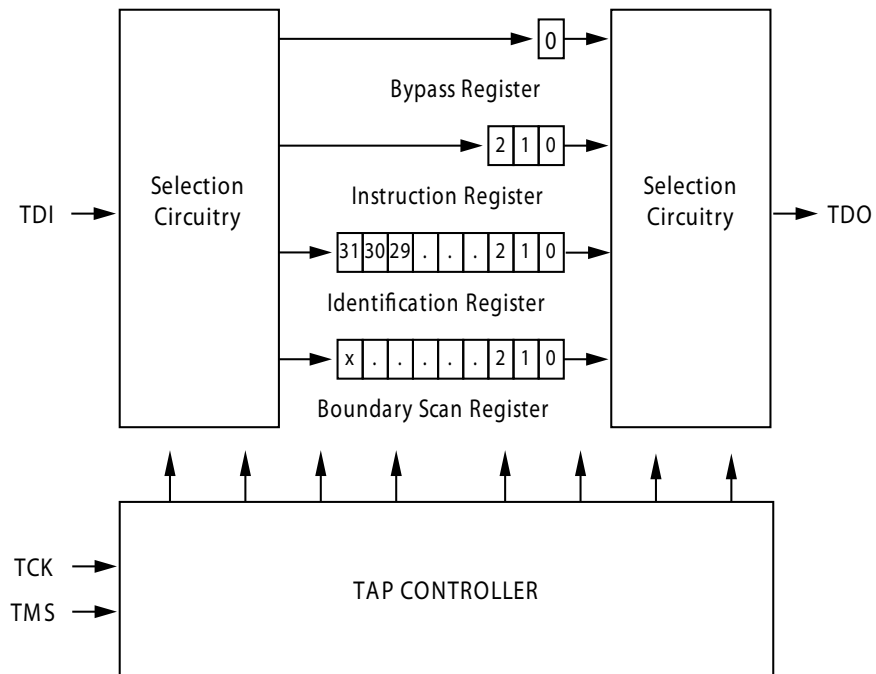 0
Bypass Register
2 1 0
Instruction Register
Selection
Circuitry
Selection
Circuitry
TDI
TDO
31 30 29 . . . 2 1 0
Identification Register
x . . . . . 2 1 0
Boundary Scan Register
TCK
TMS
TAP CONTROLLER